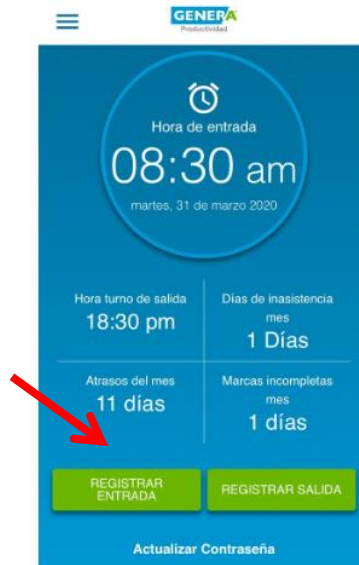 GENERA
Productividad
Hora de entrada
08:30 am
martes, 31 de marzo 2020
Hora turno de salida
18:30 pm
Días de inasistencia
mes
1 Días
Atrasos del mes
11 días
Marcas incompletas
mes
1 días
REGISTRAR
ENTRADA
REGISTRAR SALIDA
Actualizar Contraseña